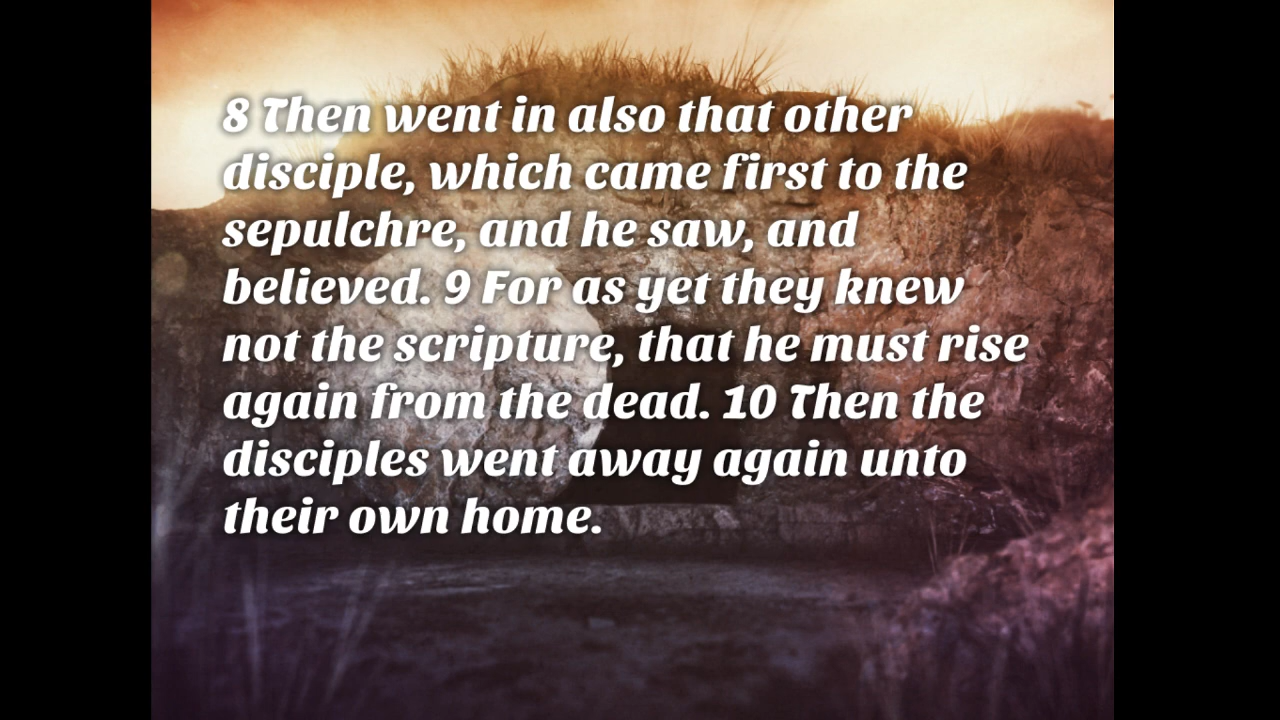 8 Then went in also that other
disciple, which came first to the
sepulchre, and he saw, and
believed. 9 For as yet they knew
not the scripture, that he must rise
again from the dead. 10 Then the
disciples went away again unto
their own home.